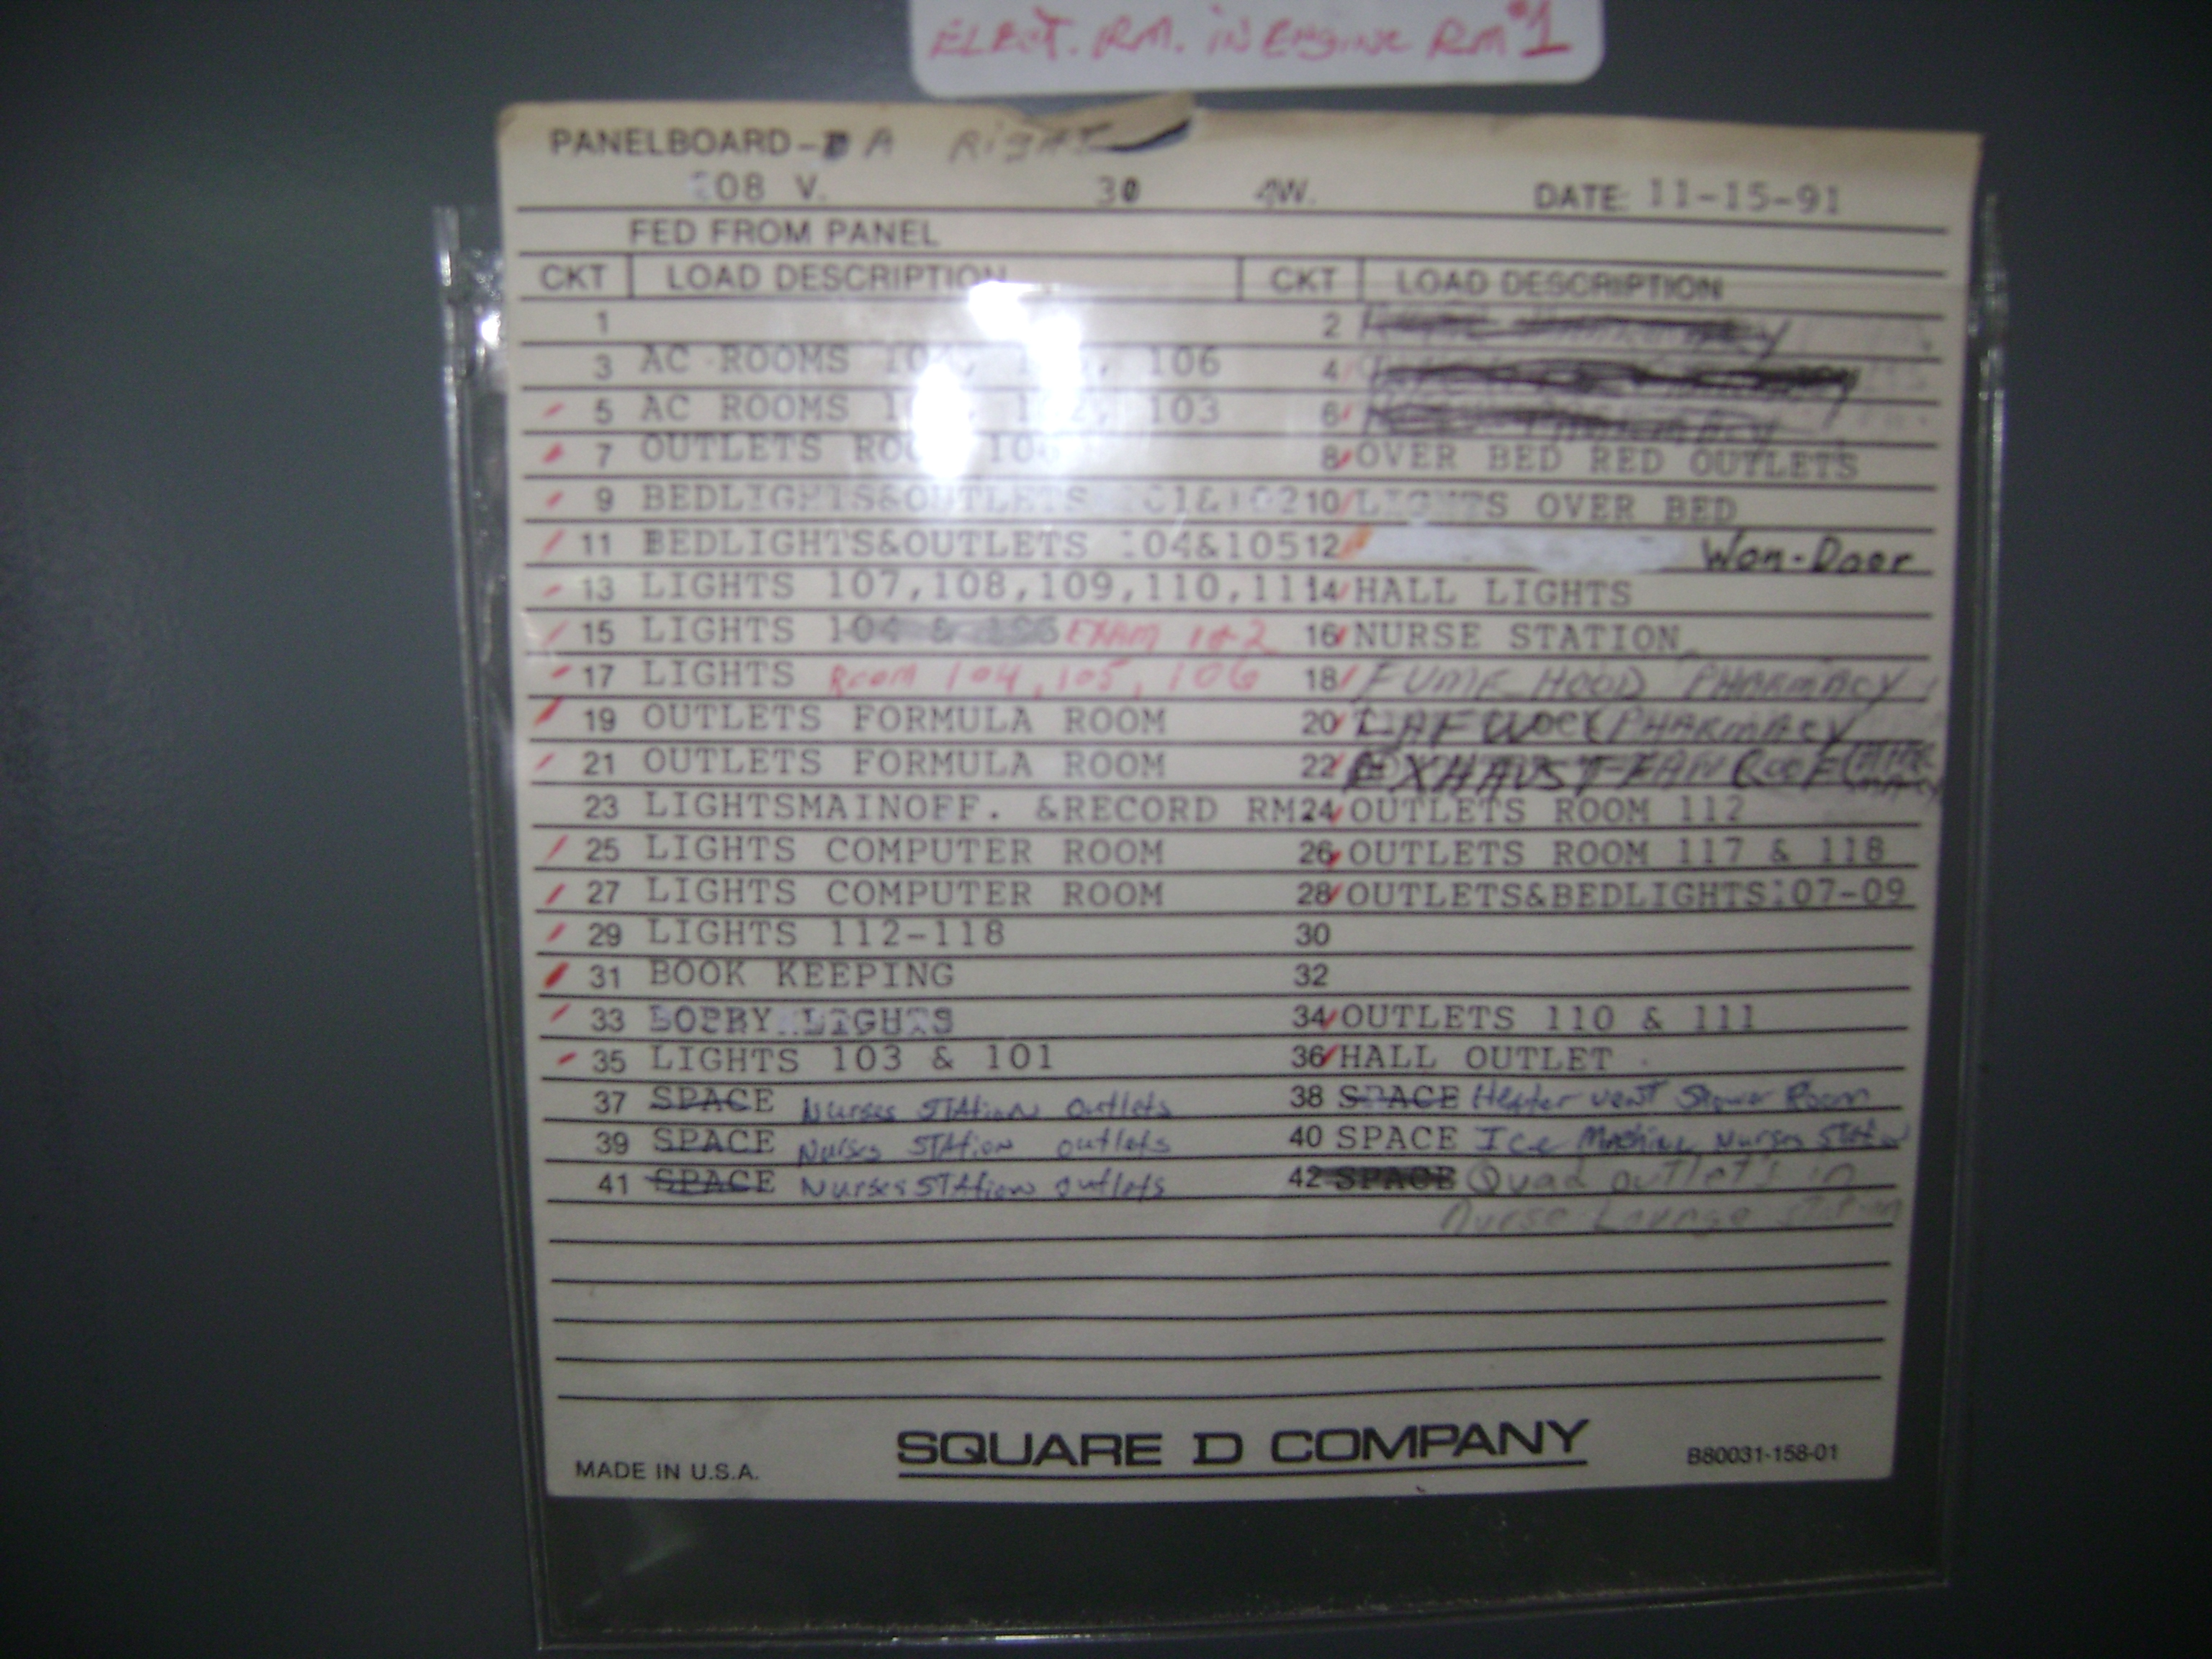 ELECT. RM. IN ENGINE RM #1
PANELBOARD- A RIGHT
08 V. 30 4W. DATE: 11-15-91
FED FROM PANEL
CKT LOAD DESCRIPTION CKT LOAD DESCRIPTION
1 2
3 AC ROOMS 106 4
5 AC ROOMS 103 6
7 OUTLETS 8 OVER BED RED OUTLETS
9 BEDLIGHTS&OUTLETS 10 LIGHTS OVER BED
11 BEDLIGHTS&OUTLETS 104&105 12 Won-Door
13 LIGHTS 107,108,109,110,111 14 HALL LIGHTS
15 LIGHTS EXAM 1&2 16 NURSE STATION
17 LIGHTS Room 104, 105, 106 18 FUME HOOD PHARMACY
19 OUTLETS FORMULA ROOM 20 PHARMACY
21 OUTLETS FORMULA ROOM 22 EXHAUST FAN ROOF
23 LIGHTSMAINOFF. &RECORD RM 24 OUTLETS ROOM 112
25 LIGHTS COMPUTER ROOM 26 OUTLETS ROOM 117 & 118
27 LIGHTS COMPUTER ROOM 28 OUTLETS&BEDLIGHTS107-09
29 LIGHTS 112-118 30
31 BOOK KEEPING 32
33 LIGHTS 34 OUTLETS 110 & 111
35 LIGHTS 103 & 101 36 HALL OUTLET
37 SPACE Nurses STAtion outlets 38 SPACE Heater vent Shower Room
39 SPACE Nurses STAtion outlets 40 SPACE Ice Machine Nurses Station
41 SPACE Nurses STAtion outlets 42 SPACE Quad outlet's in
Nurse Lounge Station
MADE IN U.S.A. SQUARE D COMPANY B80031-158-01